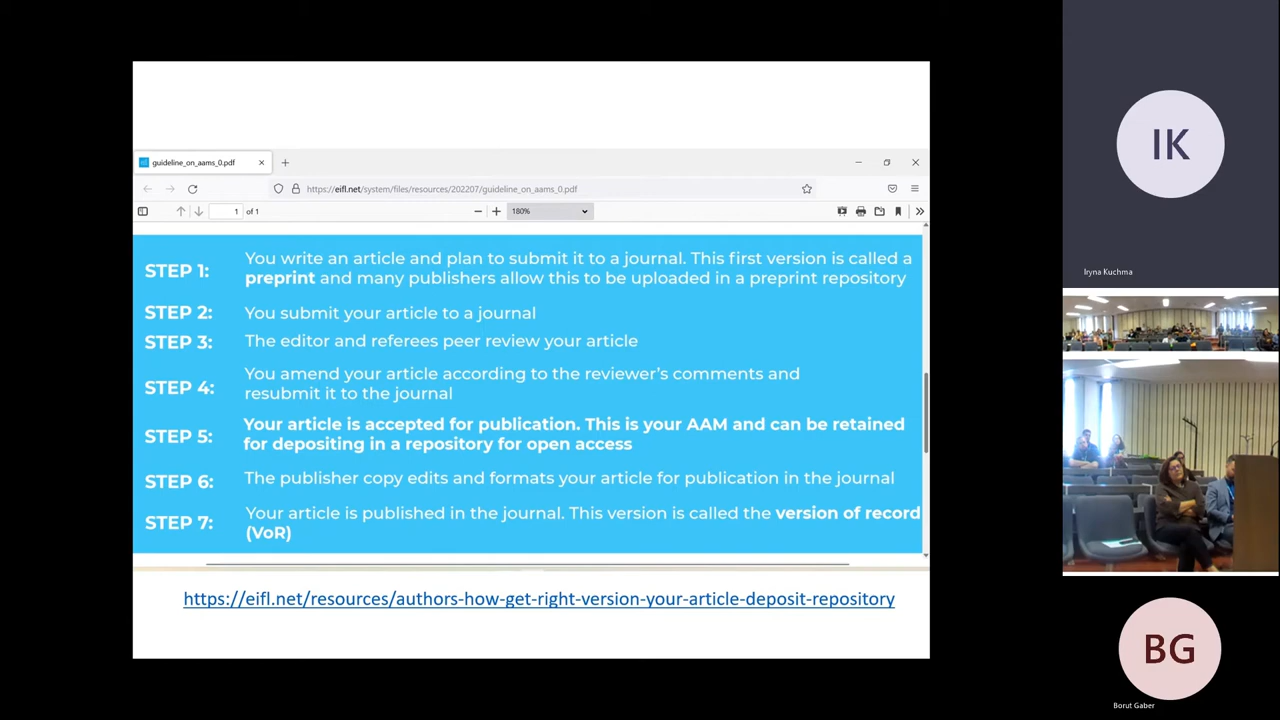 guideline_on_aams_0.pdf
https://eifl.net/system/files/resources/202207/guideline_on_aams_0.pdf
1 of 1
180%
STEP 1: You write an article and plan to submit it to a journal. This first version is called a
preprint and many publishers allow this to be uploaded in a preprint repository
STEP 2: You submit your article to a journal
STEP 3: The editor and referees peer review your article
STEP 4: You amend your article according to the reviewer's comments and
resubmit it to the journal
STEP 5: Your article is accepted for publication. This is your AAM and can be retained
for depositing in a repository for open access
STEP 6: The publisher copy edits and formats your article for publication in the journal
STEP 7: Your article is published in the journal. This version is called the version of record
(VoR)
https://eifl.net/resources/authors-how-get-right-version-your-article-deposit-repository
IK
Iryna Kuchma
BG
Borut Gaber